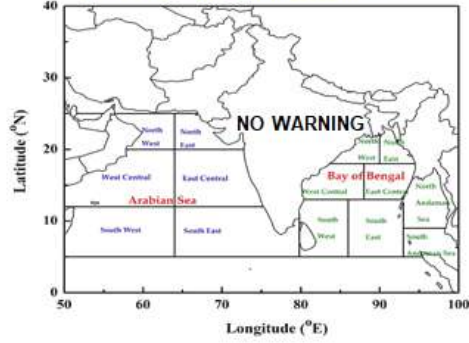 40
30
20
10
0
Latitude (°N)
NO WARNING
North
West
North
East
North
West
North
East
West Central
East Central
Arabian Sea
South West
South East
Bay of Bengal
West Central
East Central
South
West
South
East
North
Andaman
Sea
South
Andaman Sea
50
60
70
80
90
100
Longitude (°E)